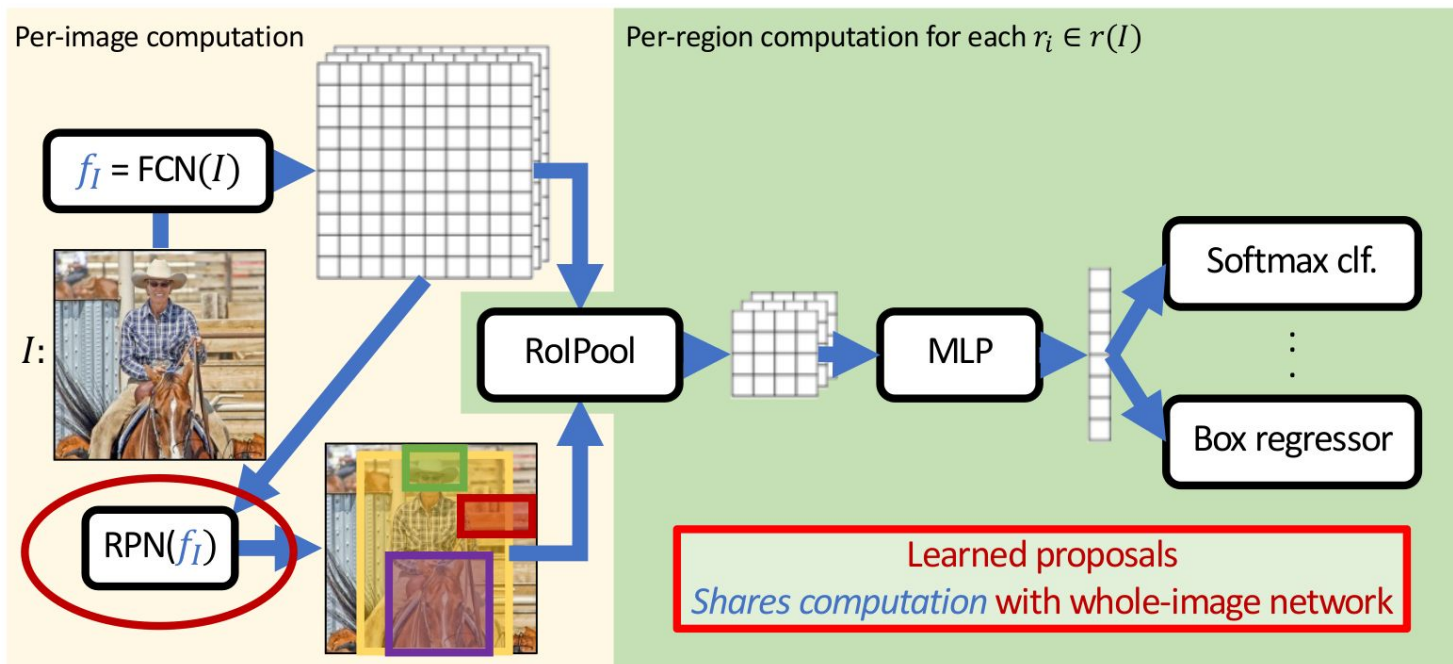 Per-image computation
Per-region computation for each r_i ∈ r(I)
f_I = FCN(I)
I:
RoIPool
MLP
Softmax clf.
⋮
Box regressor
RPN(f_I)
Learned proposals
Shares computation with whole-image network